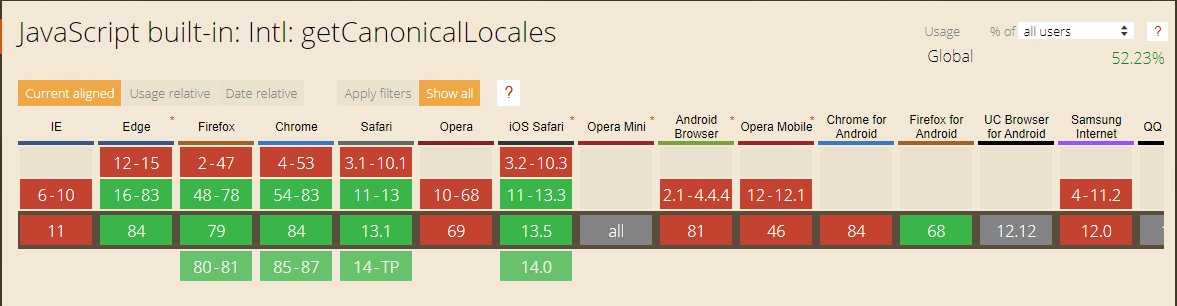 JavaScript built-in: Intl: getCanonicalLocales
Usage % of all users ?
Global 52.23%
Current aligned Usage relative Date relative Apply filters Show all ?
IE Edge * Firefox Chrome Safari Opera iOS Safari * Opera Mini * Android Browser * Opera Mobile * Chrome for Android Firefox for Android UC Browser for Android Samsung Internet QQ
12-15 2-47 4-53 3.1-10.1 3.2-10.3
6-10 16-83 48-78 54-83 11-13 10-68 11-13.3 2.1-4.4.4 12-12.1 4-11.2
11 84 79 84 13.1 69 13.5 all 81 46 84 68 12.12 12.0
80-81 85-87 14-TP 14.0